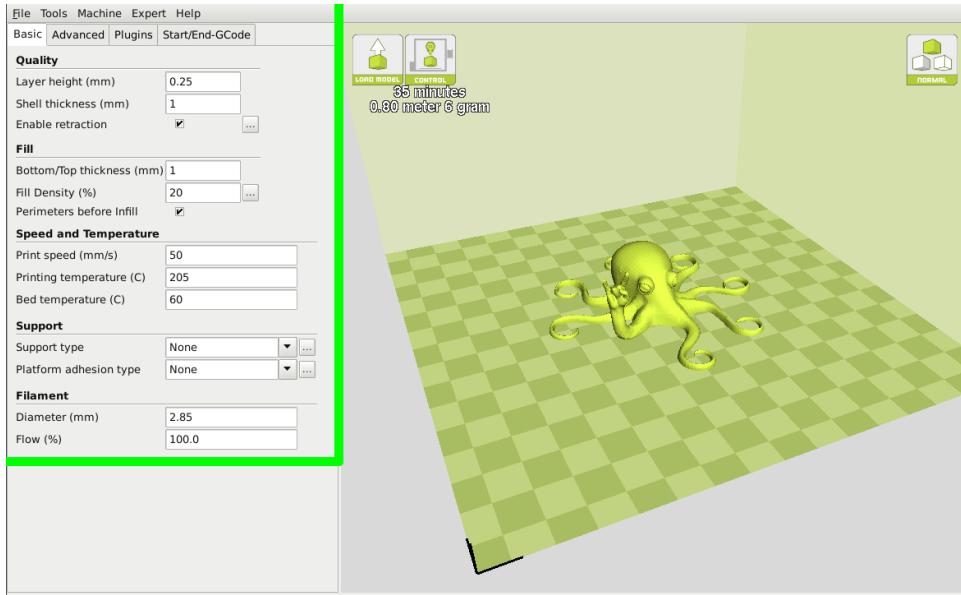 File Tools Machine Expert Help
Basic Advanced Plugins Start/End-GCode
Quality
Layer height (mm) 0.25
Shell thickness (mm) 1
Enable retraction ...
Fill
Bottom/Top thickness (mm) 1
Fill Density (%) 20 ...
Perimeters before Infill
Speed and Temperature
Print speed (mm/s) 50
Printing temperature (C) 205
Bed temperature (C) 60
Support
Support type None ...
Platform adhesion type None ...
Filament
Diameter (mm) 2.85
Flow (%) 100.0
LOAD MODEL CONTROL
35 minutes
0.80 meter 6 gram
NORMAL